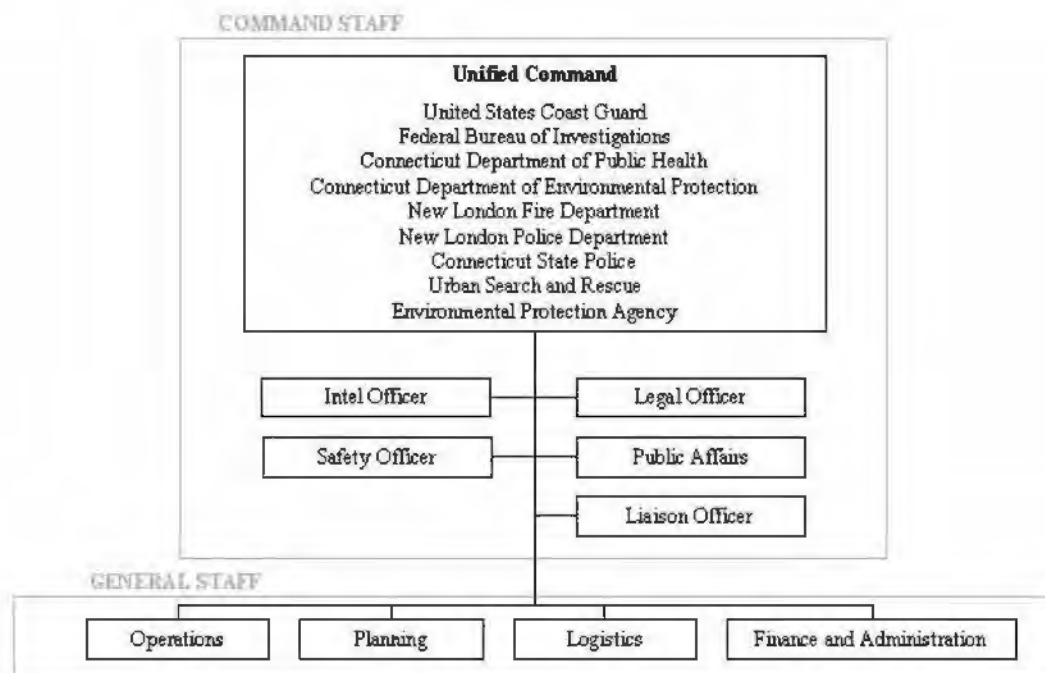 COMMAND STAFF
Unified Command
United States Coast Guard
Federal Bureau of Investigations
Connecticut Department of Public Health
Connecticut Department of Environmental Protection
New London Fire Department
New London Police Department
Connecticut State Police
Urban Search and Rescue
Environmental Protection Agency
Intel Officer
Legal Officer
Safety Officer
Public Affairs
Liaison Officer
GENERAL STAFF
Operations
Planning
Logistics
Finance and Administration